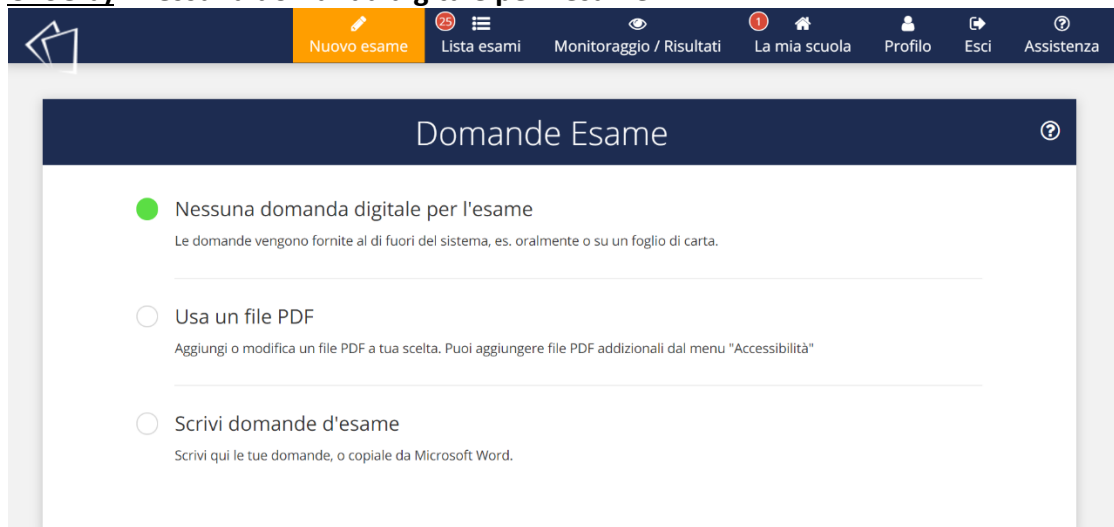 Nuovo esame
25
Lista esami
Monitoraggio / Risultati
1
La mia scuola
Profilo
Esci
Assistenza
Domande Esame
Nessuna domanda digitale per l'esame
Le domande vengono fornite al di fuori del sistema, es. oralmente o su un foglio di carta.
Usa un file PDF
Aggiungi o modifica un file PDF a tua scelta. Puoi aggiungere file PDF addizionali dal menu "Accessibilità"
Scrivi domande d'esame
Scrivi qui le tue domande, o copiale da Microsoft Word.